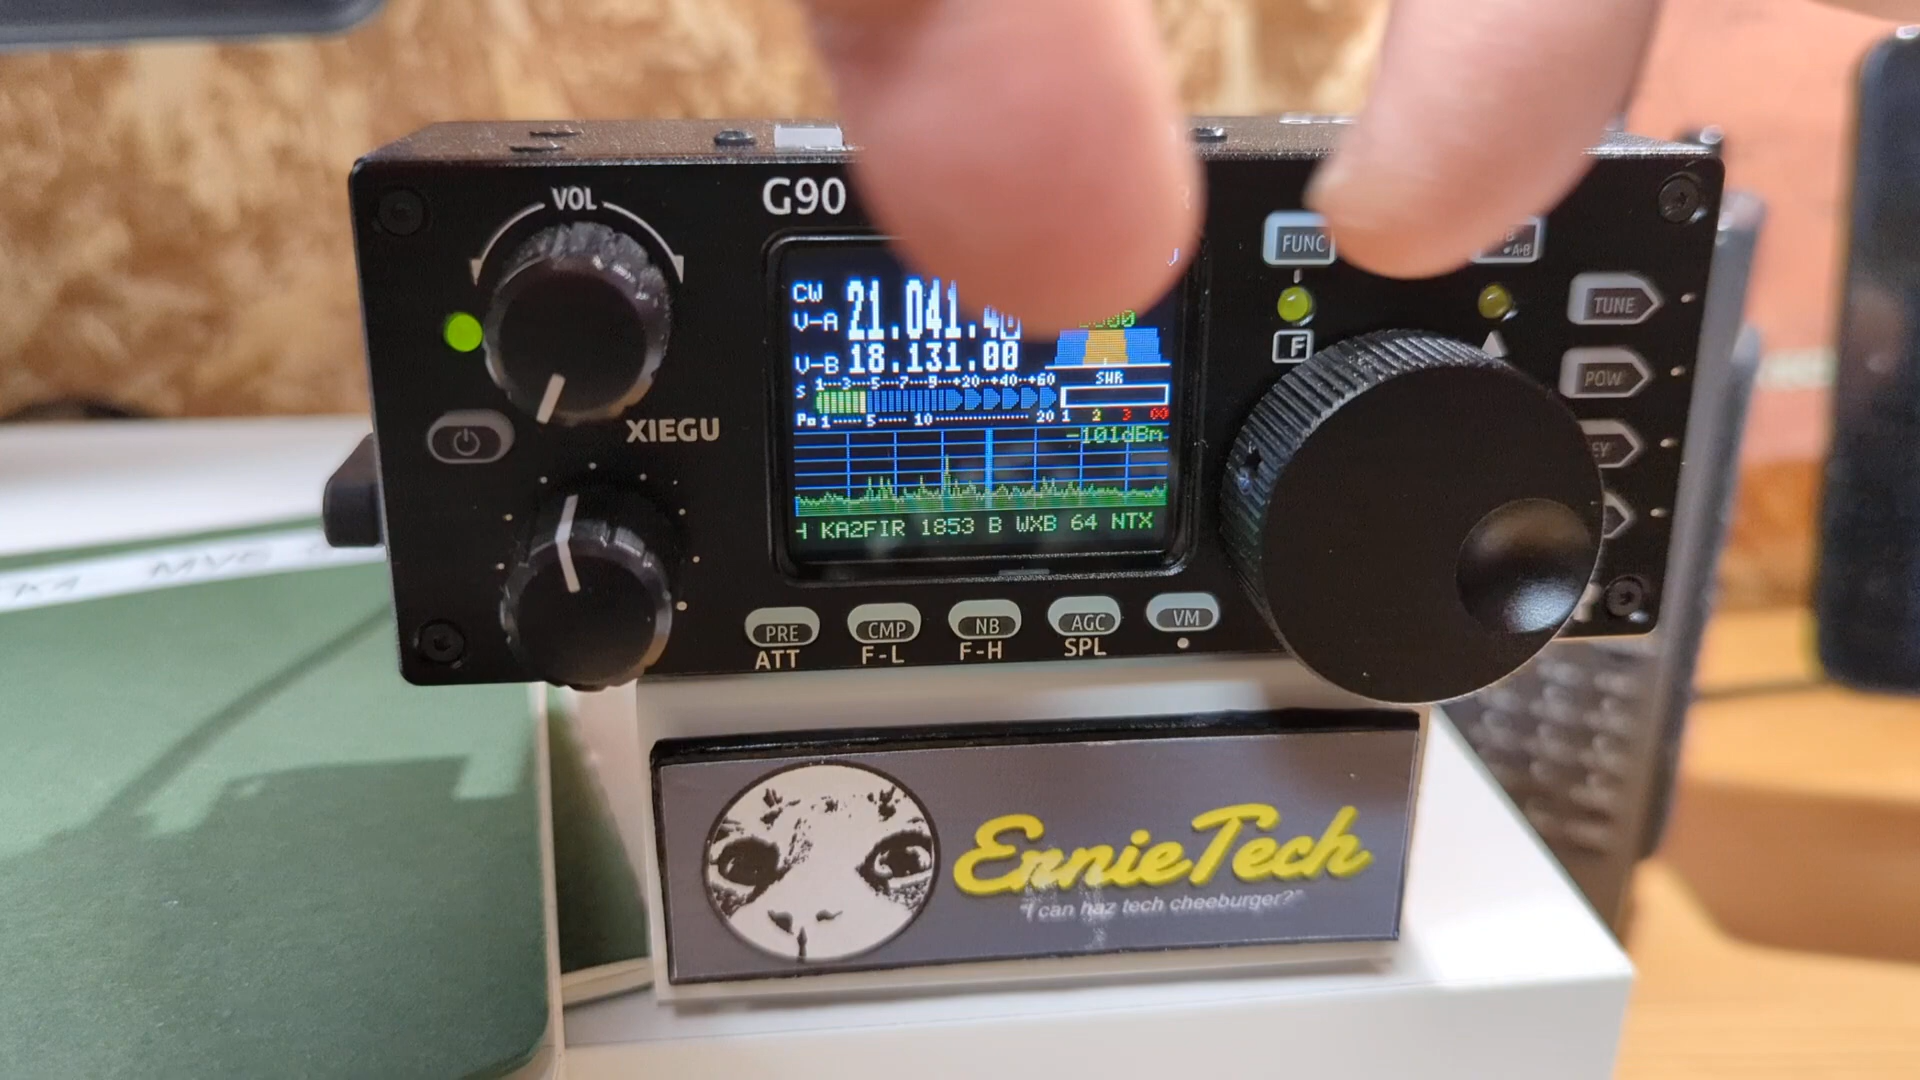 VOL
G90
FUNC
CW
V-A 21.041.4
V-B 18.131.00
S 1 3 5 7 9 +20 +40 +60
SWR
Po 1 5 10 20
1 2 3 ∞
-101dBm
KA2FIR 1853 B WXB 64 NTX
XIEGU
F
A/B
TUNE
POW
PRE
ATT
CMP
F-L
NB
F-H
AGC
SPL
VM
ErnieTech
"I can haz tech cheeburger?"